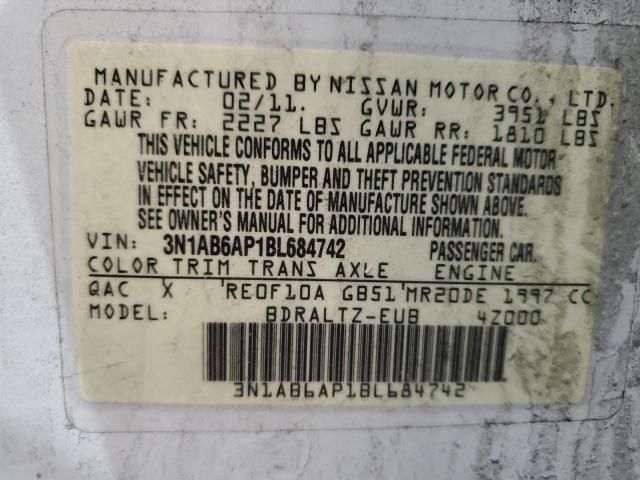 MANUFACTURED BY NISSAN MOTOR CO., LTD.
DATE: 02/11. GVWR: 3951 LBS
GAWR FR: 2227 LBS GAWR RR: 1810 LBS
THIS VEHICLE CONFORMS TO ALL APPLICABLE FEDERAL MOTOR
VEHICLE SAFETY, BUMPER AND THEFT PREVENTION STANDARDS
IN EFFECT ON THE DATE OF MANUFACTURE SHOWN ABOVE.
SEE OWNER'S MANUAL FOR ADDITIONAL INFORMATION.
VIN: 3N1AB6AP1BL684742 PASSENGER CAR.
COLOR TRIM TRANS AXLE ENGINE
QAC X RE0F10A GB51 MR20DE 1997 CC
MODEL: BDRALTZ-EUB 4Z000
3N1AB6AP1BL684742